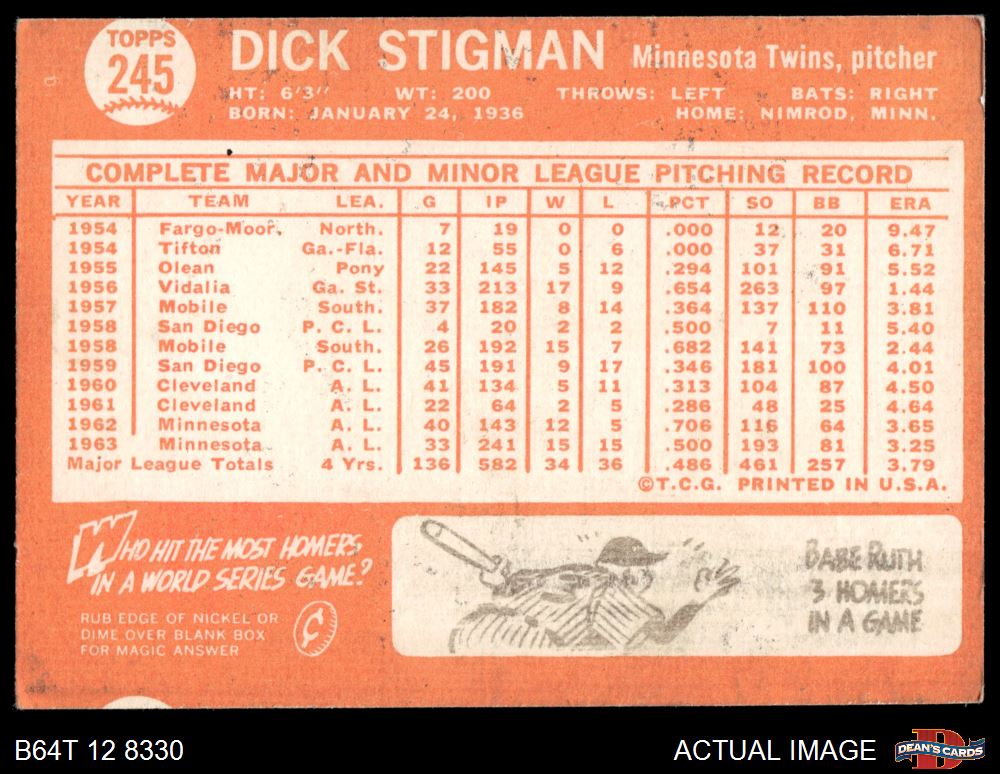 TOPPS
245
DICK STIGMAN Minnesota Twins, pitcher
HT: 6'3" WT: 200 THROWS: LEFT BATS: RIGHT
BORN: JANUARY 24, 1936 HOME: NIMROD, MINN.
COMPLETE MAJOR AND MINOR LEAGUE PITCHING RECORD
YEAR TEAM LEA. G IP W L PCT SO BB ERA
1954 Fargo-Moor. North. 7 19 0 0 .000 12 20 9.47
1954 Tifton Ga.-Fla. 12 55 0 6 .000 37 31 6.71
1955 Olean Pony 22 145 5 12 .294 101 91 5.52
1956 Vidalia Ga. St. 33 213 17 9 .654 263 97 1.44
1957 Mobile South. 37 182 8 14 .364 137 110 3.81
1958 San Diego P. C. L. 4 20 2 2 .500 7 11 5.40
1958 Mobile South. 26 192 15 7 .682 141 73 2.44
1959 San Diego P. C. L. 45 191 9 17 .346 181 100 4.01
1960 Cleveland A. L. 41 134 5 11 .313 104 87 4.50
1961 Cleveland A. L. 22 64 2 5 .286 48 25 4.64
1962 Minnesota A. L. 40 143 12 5 .706 116 64 3.65
1963 Minnesota A. L. 33 241 15 15 .500 193 81 3.25
Major League Totals 4 Yrs. 136 582 34 36 .486 461 257 3.79
©T.C.G. PRINTED IN U.S.A.
WHO HIT THE MOST HOMERS
IN A WORLD SERIES GAME?
RUB EDGE OF NICKEL OR
DIME OVER BLANK BOX
FOR MAGIC ANSWER
¢
BABE RUTH
3 HOMERS
IN A GAME
B64T 12 8330 ACTUAL IMAGE DEAN'S CARDS